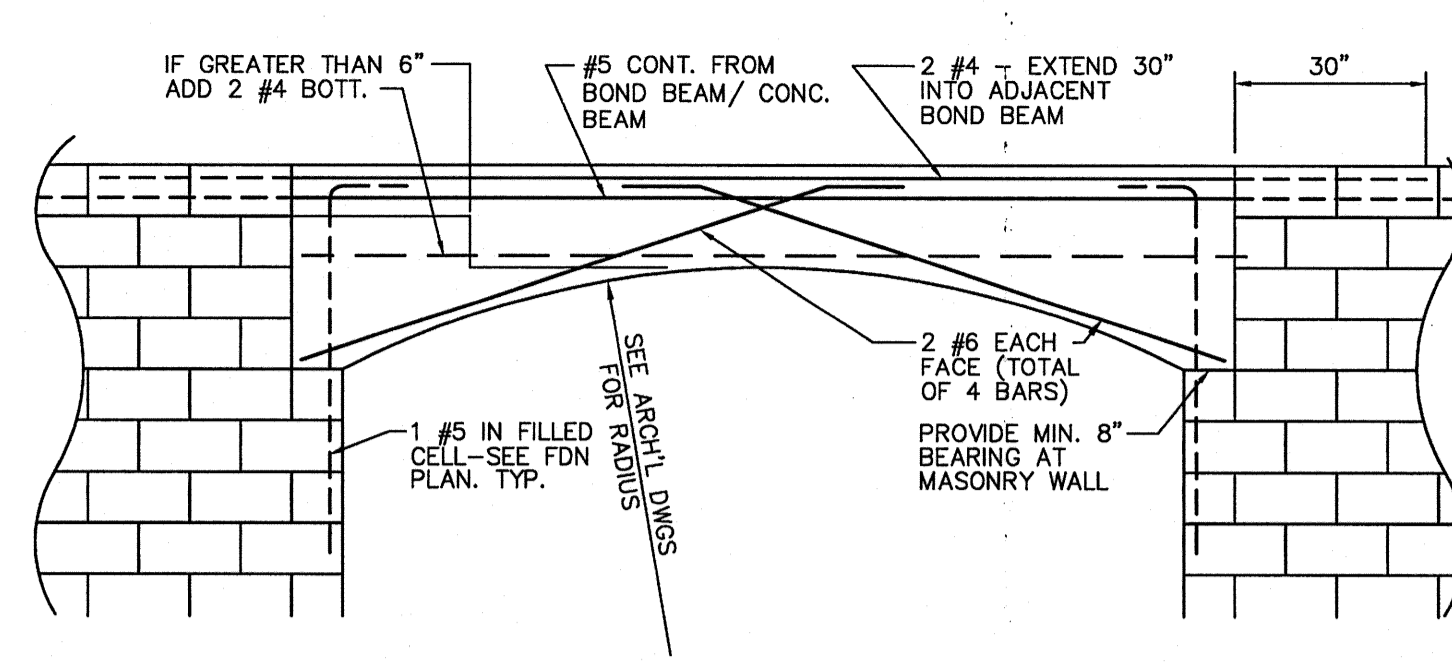 IF GREATER THAN 6"
ADD 2 #4 BOTT.
#5 CONT. FROM
BOND BEAM/ CONC.
BEAM
2 #4 - EXTEND 30"
INTO ADJACENT
BOND BEAM
30"
SEE ARCH'L DWGS
FOR RADIUS
2 #6 EACH
FACE (TOTAL
OF 4 BARS)
1 #5 IN FILLED
CELL-SEE FDN
PLAN. TYP.
PROVIDE MIN. 8"
BEARING AT
MASONRY WALL